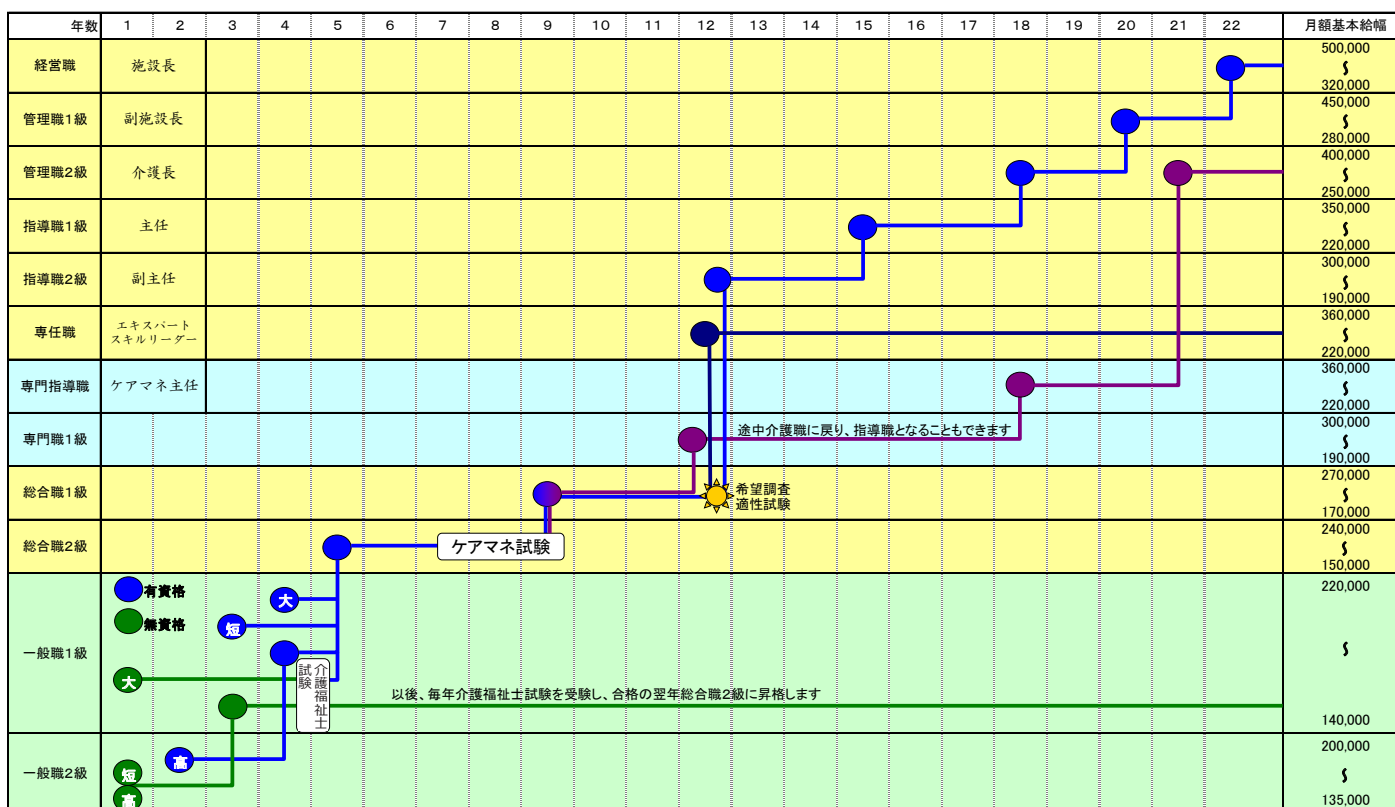 年数 1 2 3 4 5 6 7 8 9 10 11 12 13 14 15 16 17 18 19 20 21 22 月額基本給幅
経営職 施設長 500,000 ~ 320,000
管理職1級 副施設長 450,000 ~ 280,000
管理職2級 介護長 400,000 ~ 250,000
指導職1級 主任 350,000 ~ 220,000
指導職2級 副主任 300,000 ~ 190,000
専任職 エキスパート 360,000 ~ 220,000
スキルリーダー
専門指導職 ケアマネ主任 360,000 ~ 220,000
専門職1級 途中介護職に戻り、指導職となることもできます 300,000 ~ 190,000
総合職1級 希望調査 270,000 ~ 170,000
適性試験
総合職2級 ケアマネ試験 240,000 ~ 150,000
一般職1級 220,000 ~ 140,000
有資格
無資格
大
短
大
介護福祉士
試験
以後、毎年介護福祉士試験を受験し、合格の翌年総合職2級に昇格します
一般職2級 200,000 ~ 135,000
高
短
高